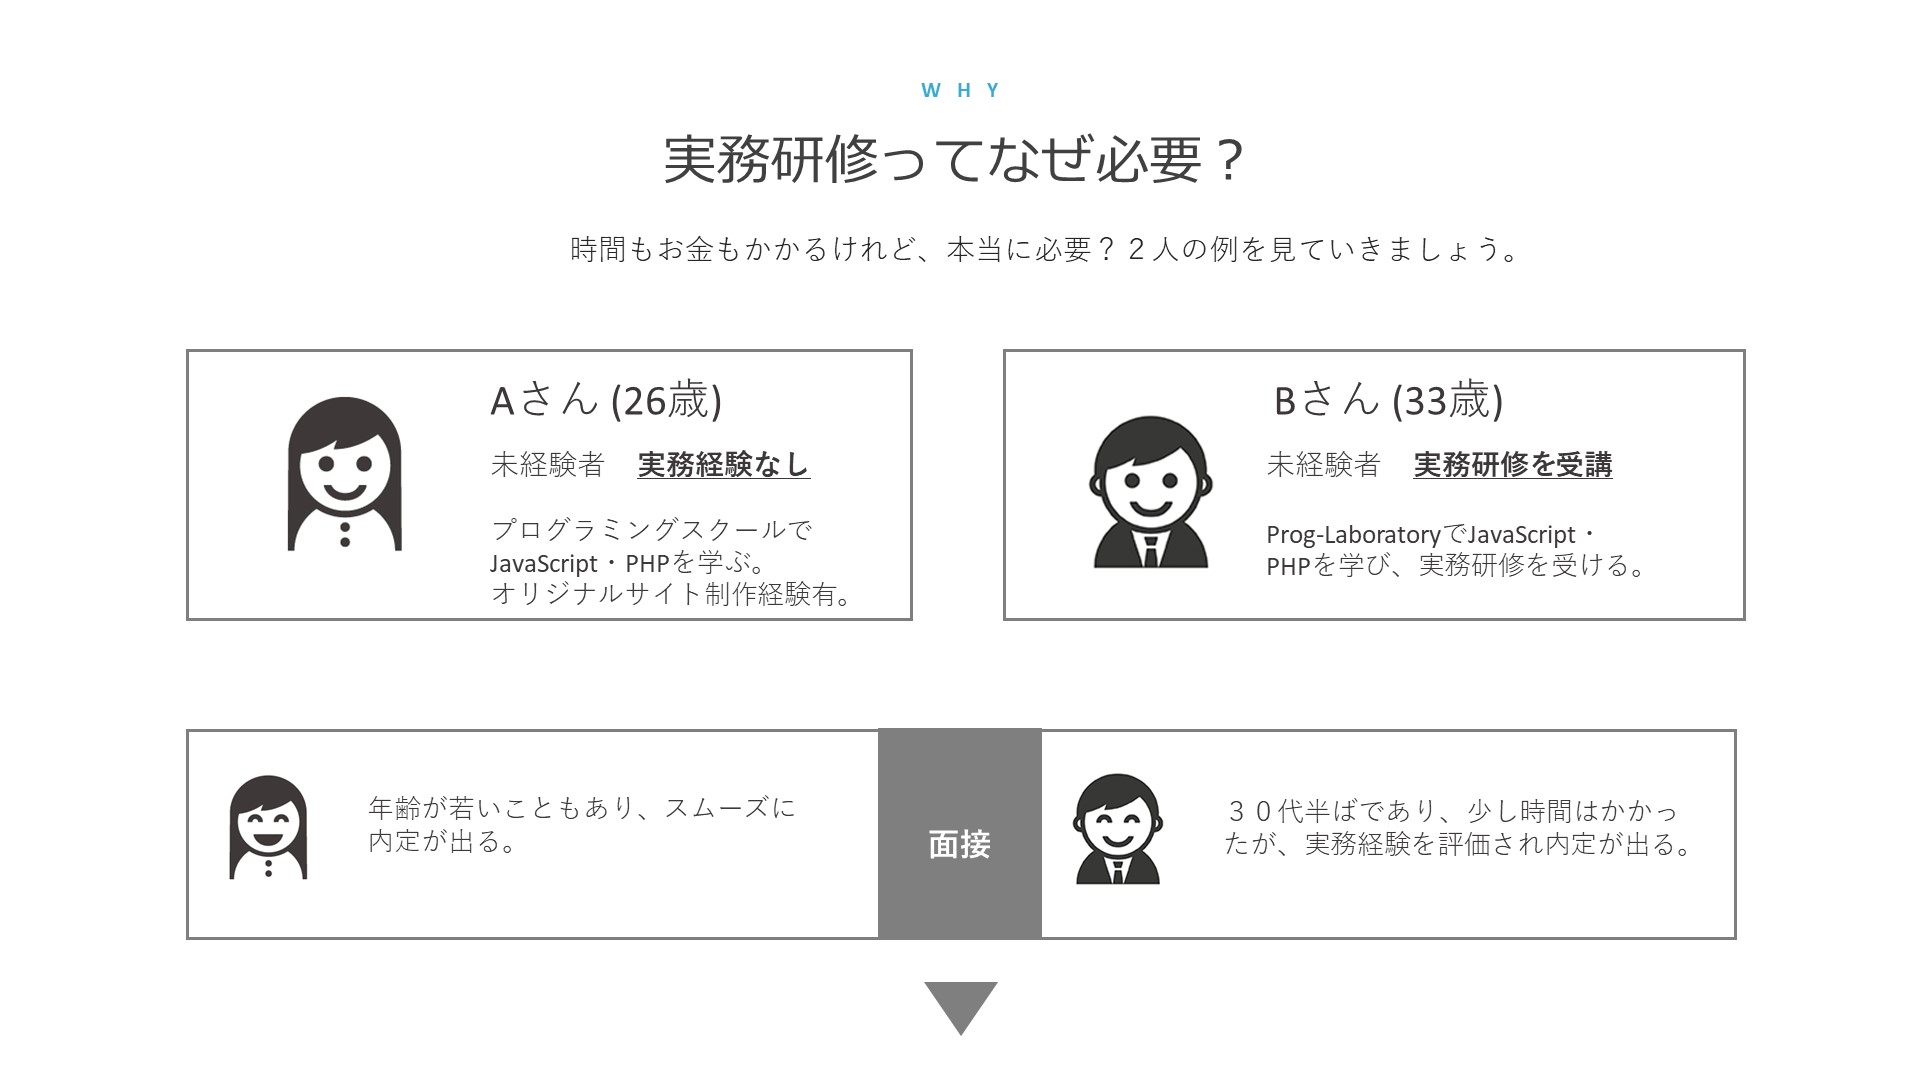 WHY
実務研修ってなぜ必要？
時間もお金もかかるけれど、本当に必要？２人の例を見ていきましょう。
Aさん (26歳)
未経験者　実務経験なし
プログラミングスクールで
JavaScript・PHPを学ぶ。
オリジナルサイト制作経験有。
Bさん (33歳)
未経験者　実務研修を受講
Prog-LaboratoryでJavaScript・
PHPを学び、実務研修を受ける。
年齢が若いこともあり、スムーズに
内定が出る。
面接
３０代半ばであり、少し時間はかかっ
たが、実務経験を評価され内定が出る。